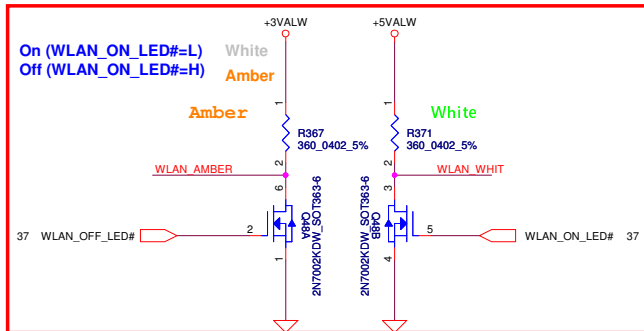 +3VALW
+5VALW
On (WLAN_ON_LED#=L) White
Off (WLAN_ON_LED#=H) Amber
Amber
White
1
1
R367
360_0402_5%
R371
360_0402_5%
2
2
WLAN_AMBER
WLAN_WHIT
6
3
Q48A
2N7002KDW_SOT363-6
Q48B
2N7002KDW_SOT363-6
37 WLAN_OFF_LED#
2
5
WLAN_ON_LED# 37
1
4